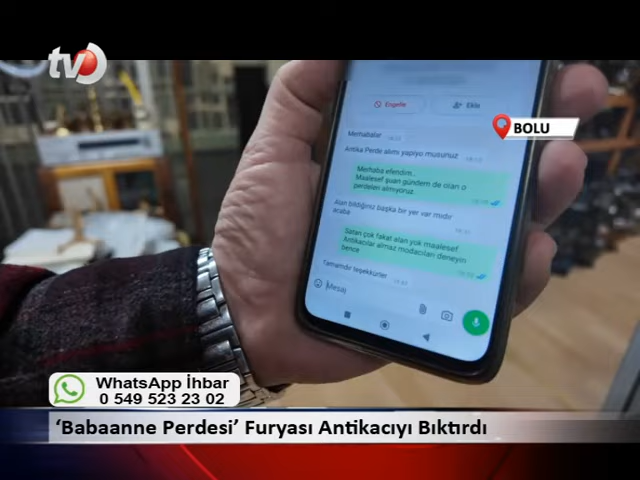 tv
Engelle
Ekle
BOLU
Merhabalar
Antika Perde alımı yapıyo musunuz
Merhaba efendim..
Maalesef şuan gündem de olan o
perdeleri almıyoruz
Alan bildiğiniz başka bir yer var mıdır
acaba
Satan çok fakat alan yok maalesef
Antikacılar almaz modacıları deneyin
bence
Tamamdır teşekkürler
Mesaj
WhatsApp İhbar
0 549 523 23 02
‘Babaanne Perdesi’ Furyası Antikacıyı Bıktırdı